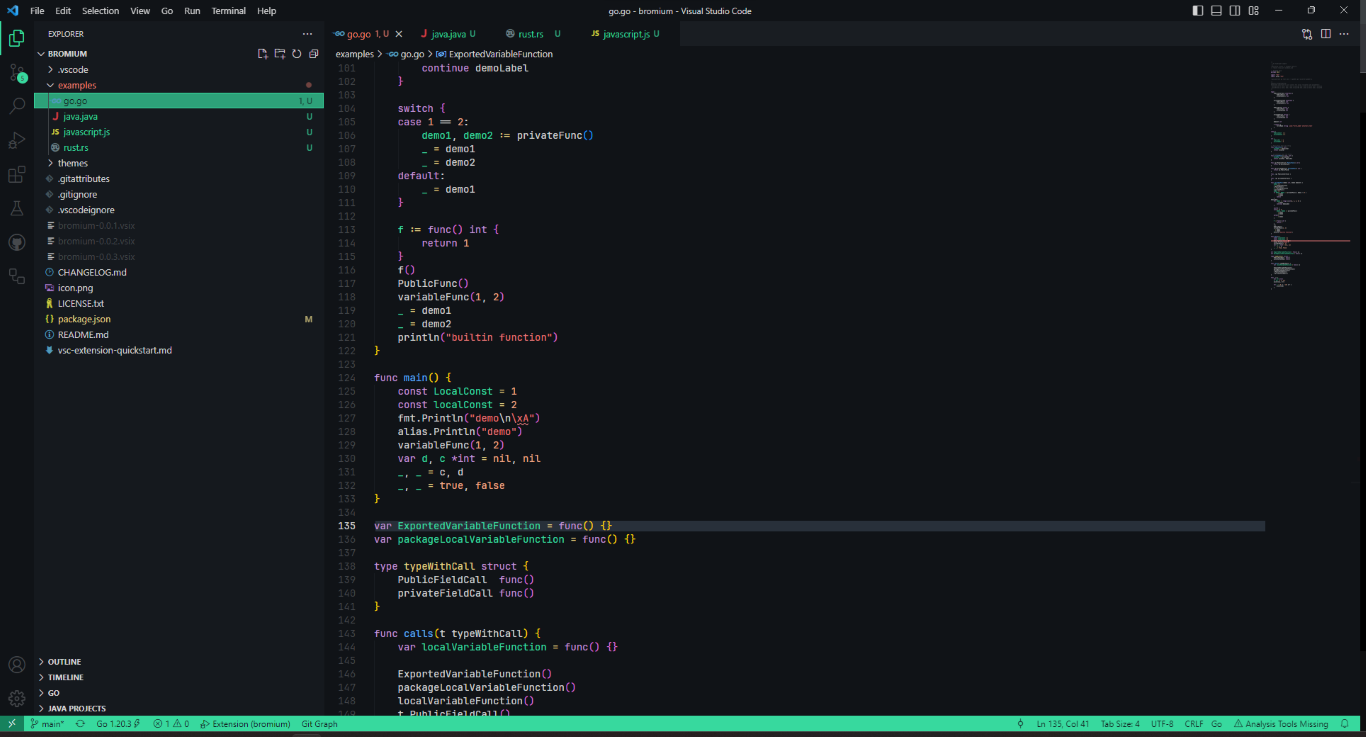 File Edit Selection View Go Run Terminal Help
go.go - bromium - Visual Studio Code
EXPLORER
BROMIUM
.vscode
examples
go.go 1, U
java.java U
javascript.js U
rust.rs U
themes
.gitattributes
.gitignore
.vscodeignore
bromium-0.0.1.vsix
bromium-0.0.2.vsix
bromium-0.0.3.vsix
CHANGELOG.md
icon.png
LICENSE.txt
package.json M
README.md
vsc-extension-quickstart.md
OUTLINE
TIMELINE
GO
JAVA PROJECTS
5
go.go 1, U java.java U rust.rs U javascript.js U
examples > go.go > ExportedVariableFunction
101 continue demoLabel
102 }
103
104 switch {
105 case 1 == 2:
106 demo1, demo2 := privateFunc()
107 _ = demo1
108 _ = demo2
109 default:
110 _ = demo1
111 }
112
113 f := func() int {
114 return 1
115 }
116 f()
117 PublicFunc()
118 variableFunc(1, 2)
119 _ = demo1
120 _ = demo2
121 println("builtin function")
122 }
123
124 func main() {
125 const LocalConst = 1
126 const localConst = 2
127 fmt.Println("demo\n\xA")
128 alias.Println("demo")
129 variableFunc(1, 2)
130 var d, c *int = nil, nil
131 _, _ = c, d
132 _, _ = true, false
133 }
134
135 var ExportedVariableFunction = func() {}
136 var packageLocalVariableFunction = func() {}
137
138 type typeWithCall struct {
139 PublicFieldCall func()
140 privateFieldCall func()
141 }
142
143 func calls(t typeWithCall) {
144 var localVariableFunction = func() {}
145
146 ExportedVariableFunction()
147 packageLocalVariableFunction()
148 localVariableFunction()
149 t.PublicFieldCall()
main* Go 1.20.3 1 0 Extension (bromium) Git Graph
Ln 135, Col 41 Tab Size: 4 UTF-8 CRLF Go Analysis Tools Missing